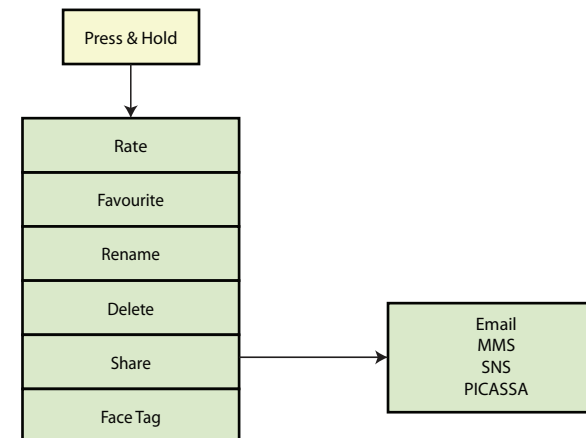 Press & Hold
Rate
Favourite
Rename
Delete
Share
Face Tag
Email
MMS
SNS
PICASSA